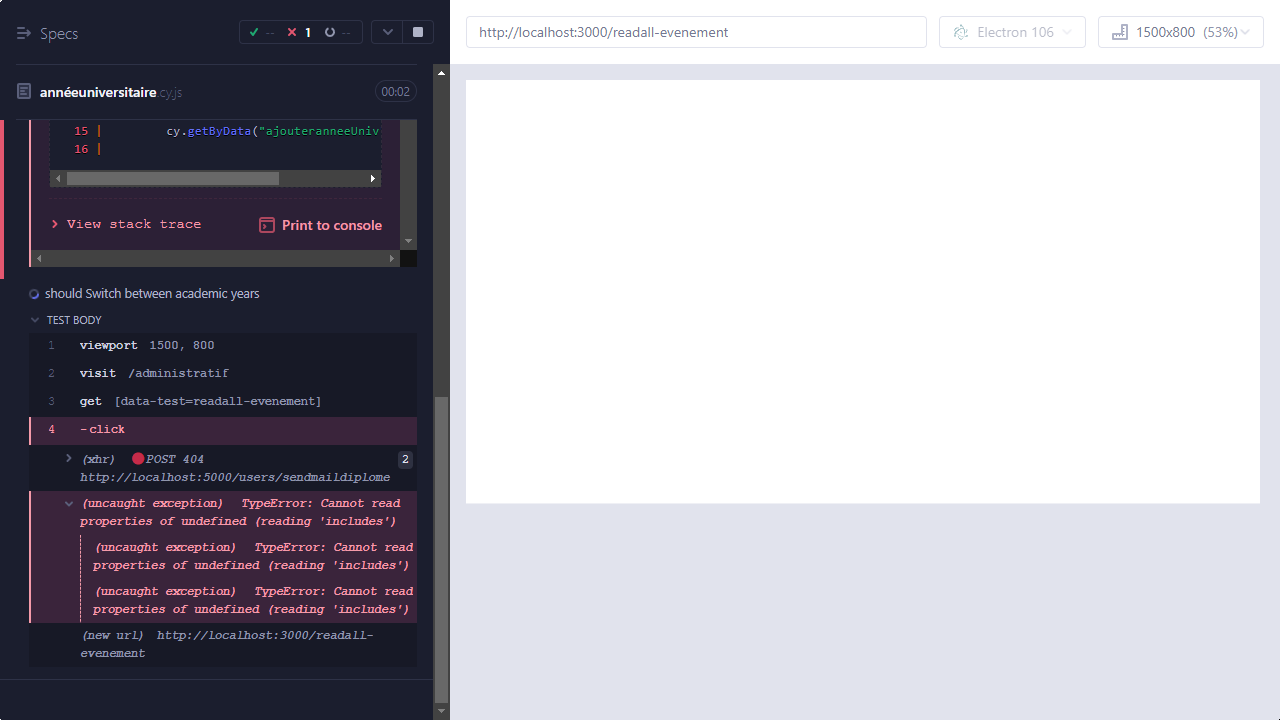 Specs
-- 1 --
http://localhost:3000/readall-evenement
Electron 106
1500x800 (53%)
annéeuniversitaire.cy.js
00:02
15 | cy.getByData("ajouteranneeUniv
16 |
View stack trace
Print to console
should Switch between academic years
TEST BODY
1 viewport 1500, 800
2 visit /administratif
3 get [data-test=readall-evenement]
4 -click
(xhr) POST 404
http://localhost:5000/users/sendmaildiplome
2
(uncaught exception) TypeError: Cannot read
properties of undefined (reading 'includes')
(uncaught exception) TypeError: Cannot read
properties of undefined (reading 'includes')
(uncaught exception) TypeError: Cannot read
properties of undefined (reading 'includes')
(new url) http://localhost:3000/readall-
evenement